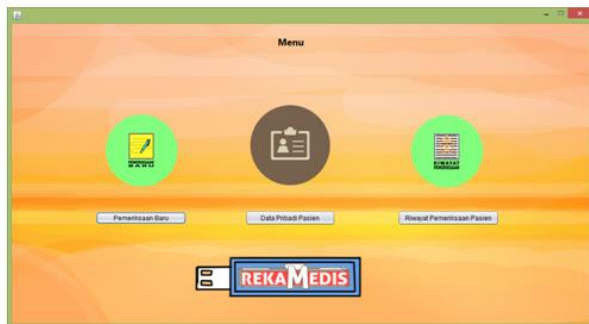 Menu
PEMERIKSAAN
BARU
RIWAYAT
PEMERIKSAAN
Pemeriksaan Baru
Data Pribadi Pasien
Riwayat Pemeriksaan Pasien
REKAMEDIS